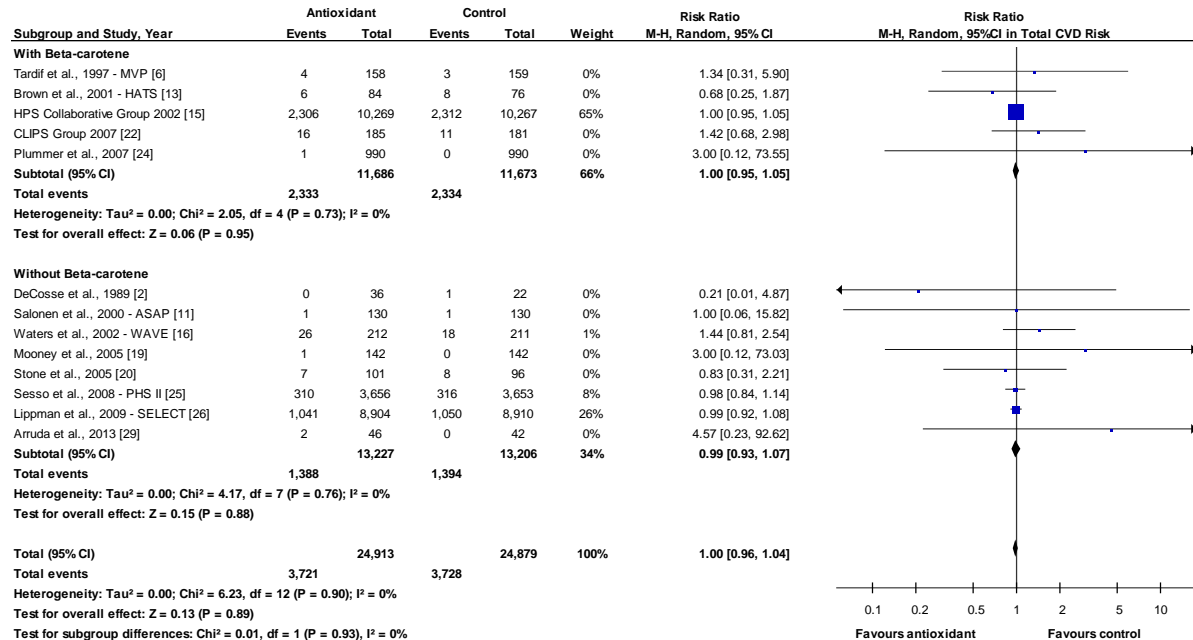 Antioxidant Control Risk Ratio Risk Ratio
Subgroup and Study, Year Events Total Events Total Weight M-H, Random, 95% CI M-H, Random, 95%CI in Total CVD Risk
With Beta-carotene
Tardif et al., 1997 - MVP [6] 4 158 3 159 0% 1.34 [0.31, 5.90]
Brown et al., 2001 - HATS [13] 6 84 8 76 0% 0.68 [0.25, 1.87]
HPS Collaborative Group 2002 [15] 2,306 10,269 2,312 10,267 65% 1.00 [0.95, 1.05]
CLIPS Group 2007 [22] 16 185 11 181 0% 1.42 [0.68, 2.98]
Plummer et al., 2007 [24] 1 990 0 990 0% 3.00 [0.12, 73.55]
Subtotal (95% CI) 11,686 11,673 66% 1.00 [0.95, 1.05]
Total events 2,333 2,334
Heterogeneity: Tau² = 0.00; Chi² = 2.05, df = 4 (P = 0.73); I² = 0%
Test for overall effect: Z = 0.06 (P = 0.95)
Without Beta-carotene
DeCosse et al., 1989 [2] 0 36 1 22 0% 0.21 [0.01, 4.87]
Salonen et al., 2000 - ASAP [11] 1 130 1 130 0% 1.00 [0.06, 15.82]
Waters et al., 2002 - WAVE [16] 26 212 18 211 1% 1.44 [0.81, 2.54]
Mooney et al., 2005 [19] 1 142 0 142 0% 3.00 [0.12, 73.03]
Stone et al., 2005 [20] 7 101 8 96 0% 0.83 [0.31, 2.21]
Sesso et al., 2008 - PHS II [25] 310 3,656 316 3,653 8% 0.98 [0.84, 1.14]
Lippman et al., 2009 - SELECT [26] 1,041 8,904 1,050 8,910 26% 0.99 [0.92, 1.08]
Arruda et al., 2013 [29] 2 46 0 42 0% 4.57 [0.23, 92.62]
Subtotal (95% CI) 13,227 13,206 34% 0.99 [0.93, 1.07]
Total events 1,388 1,394
Heterogeneity: Tau² = 0.00; Chi² = 4.17, df = 7 (P = 0.76); I² = 0%
Test for overall effect: Z = 0.15 (P = 0.88)
Total (95% CI) 24,913 24,879 100% 1.00 [0.96, 1.04]
Total events 3,721 3,728
Heterogeneity: Tau² = 0.00; Chi² = 6.23, df = 12 (P = 0.90); I² = 0%
Test for overall effect: Z = 0.13 (P = 0.89) 0.1 0.2 0.5 1 2 5 10
Test for subgroup differences: Chi² = 0.01, df = 1 (P = 0.93), I² = 0% Favours antioxidant Favours control